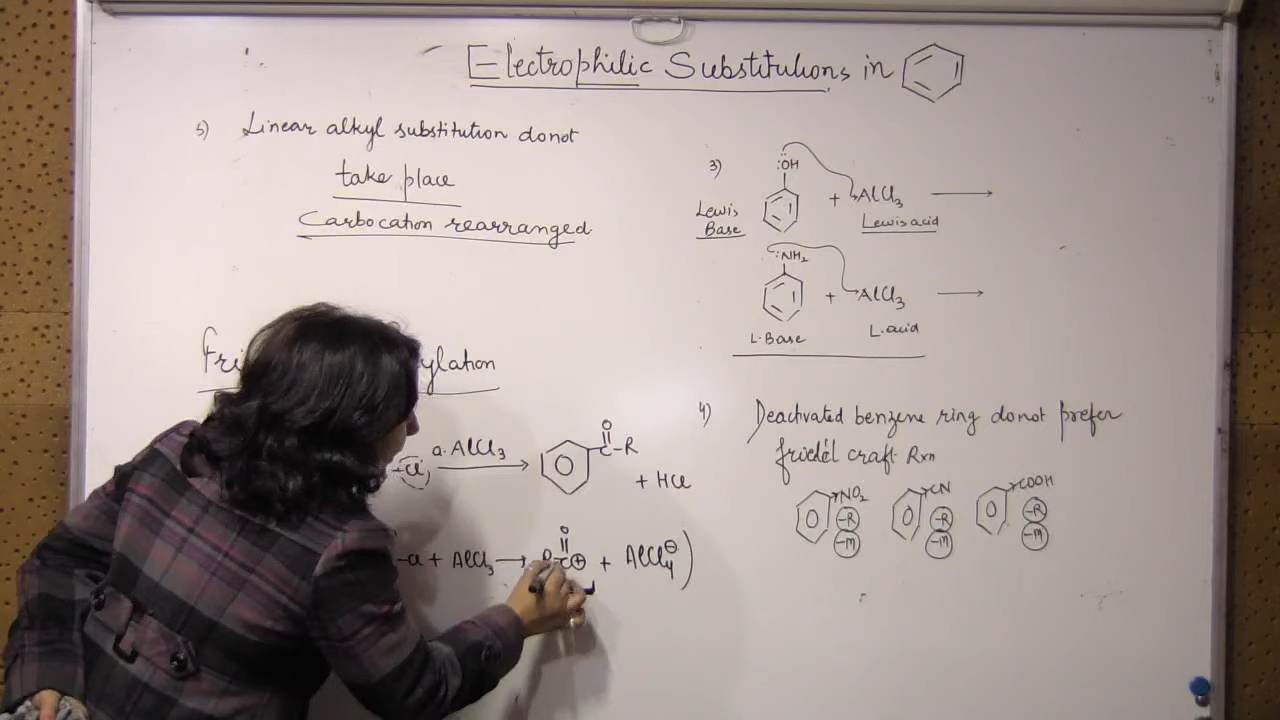 Electrophilic Substitutions in
5) Linear alkyl substitution donot
take place
Carbocation rearranged
ylation
-Cl a.AlCl3 O C-R + HCl
-Cl + AlCl3 → O C⊕ + AlCl4⊖)
3) :ÖH
Lewis Base + AlCl3
Lewis acid
:NH2
+ AlCl3
L.Base L.acid
4) Deactivated benzene ring donot prefer
friedel craft Rxn
NO2 CN COOH
-R -R -R
-M -M -M